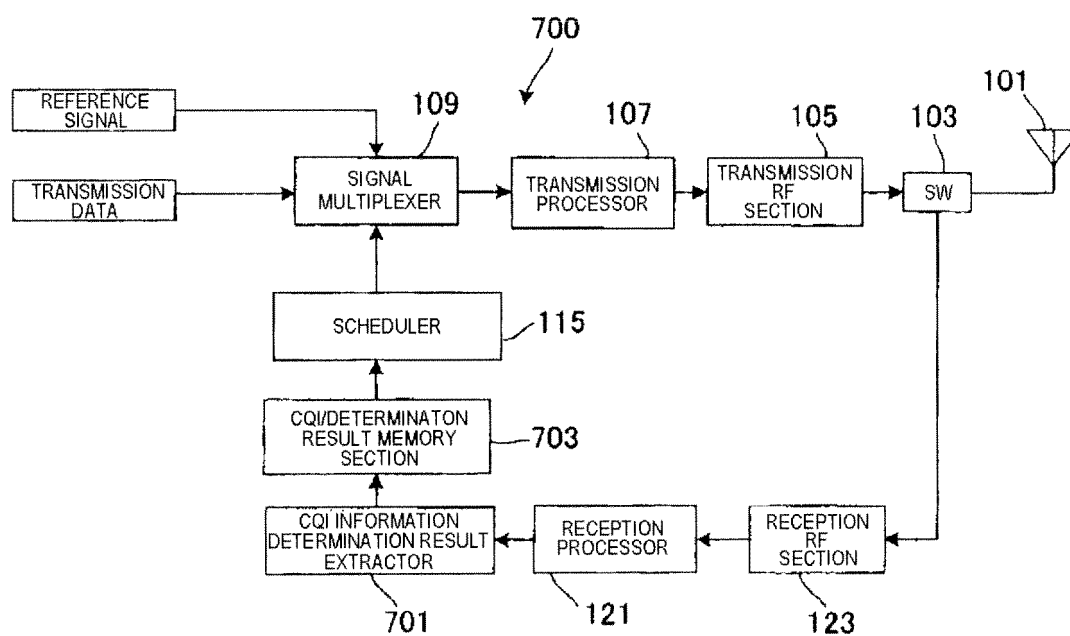 700
REFERENCE
SIGNAL
109
107
105
103
101
TRANSMISSION
DATA
SIGNAL
MULTIPLEXER
TRANSMISSION
PROCESSOR
TRANSMISSION
RF
SECTION
SW
SCHEDULER
115
CQI/DETERMINATON
RESULT MEMORY
SECTION
703
CQI INFORMATION
DETERMINATION RESULT
EXTRACTOR
701
RECEPTION
PROCESSOR
121
RECEPTION
RF
SECTION
123